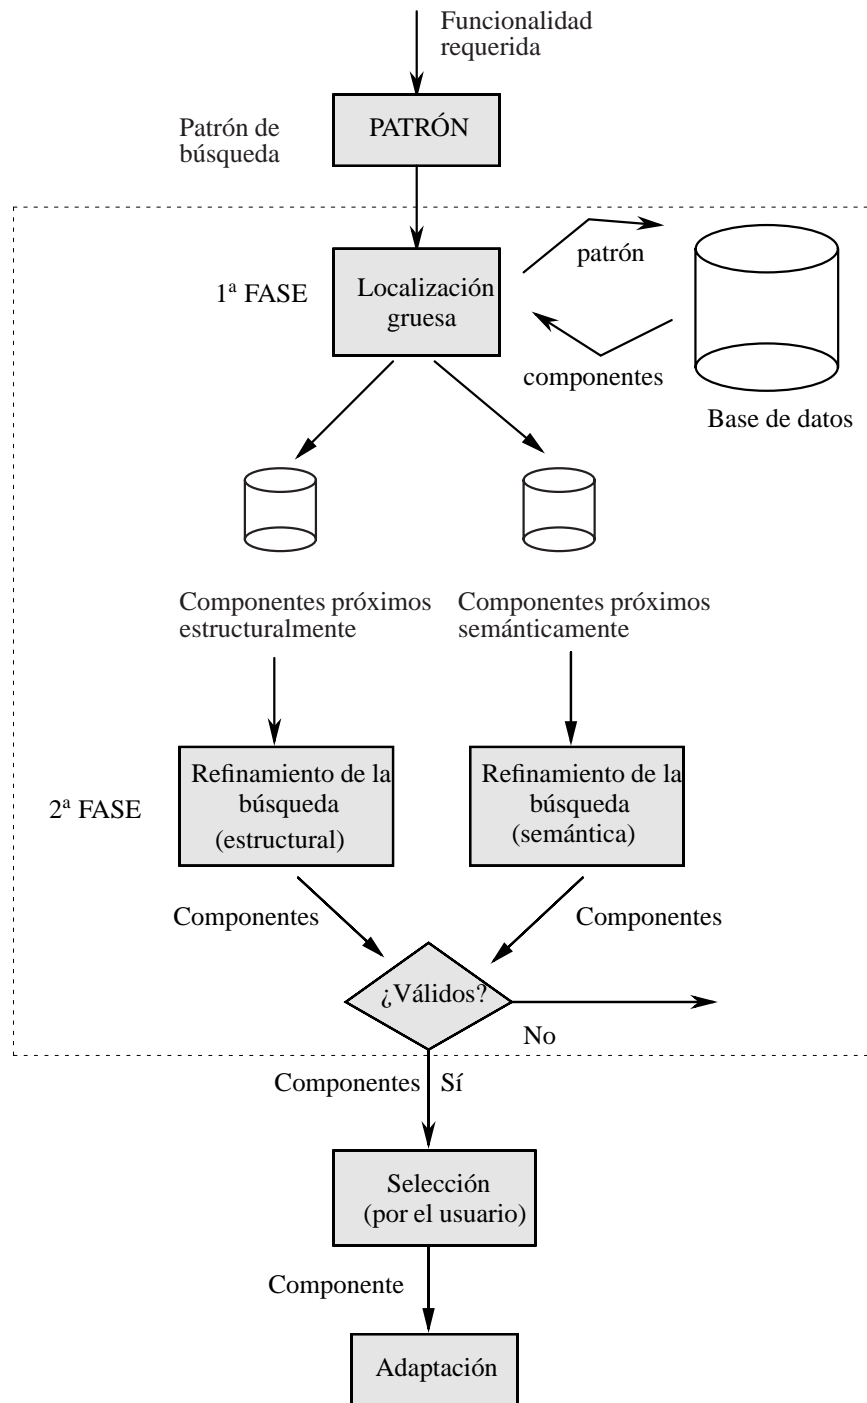 Funcionalidad
requerida
Patrón de
búsqueda
PATRÓN
patrón
1ª FASE
Localización
gruesa
componentes
Base de datos
Componentes próximos
estructuralmente
Componentes próximos
semánticamente
2ª FASE
Refinamiento de la
búsqueda
(estructural)
Refinamiento de la
búsqueda
(semántica)
Componentes
Componentes
¿Válidos?
No
Componentes
Sí
Selección
(por el usuario)
Componente
Adaptación